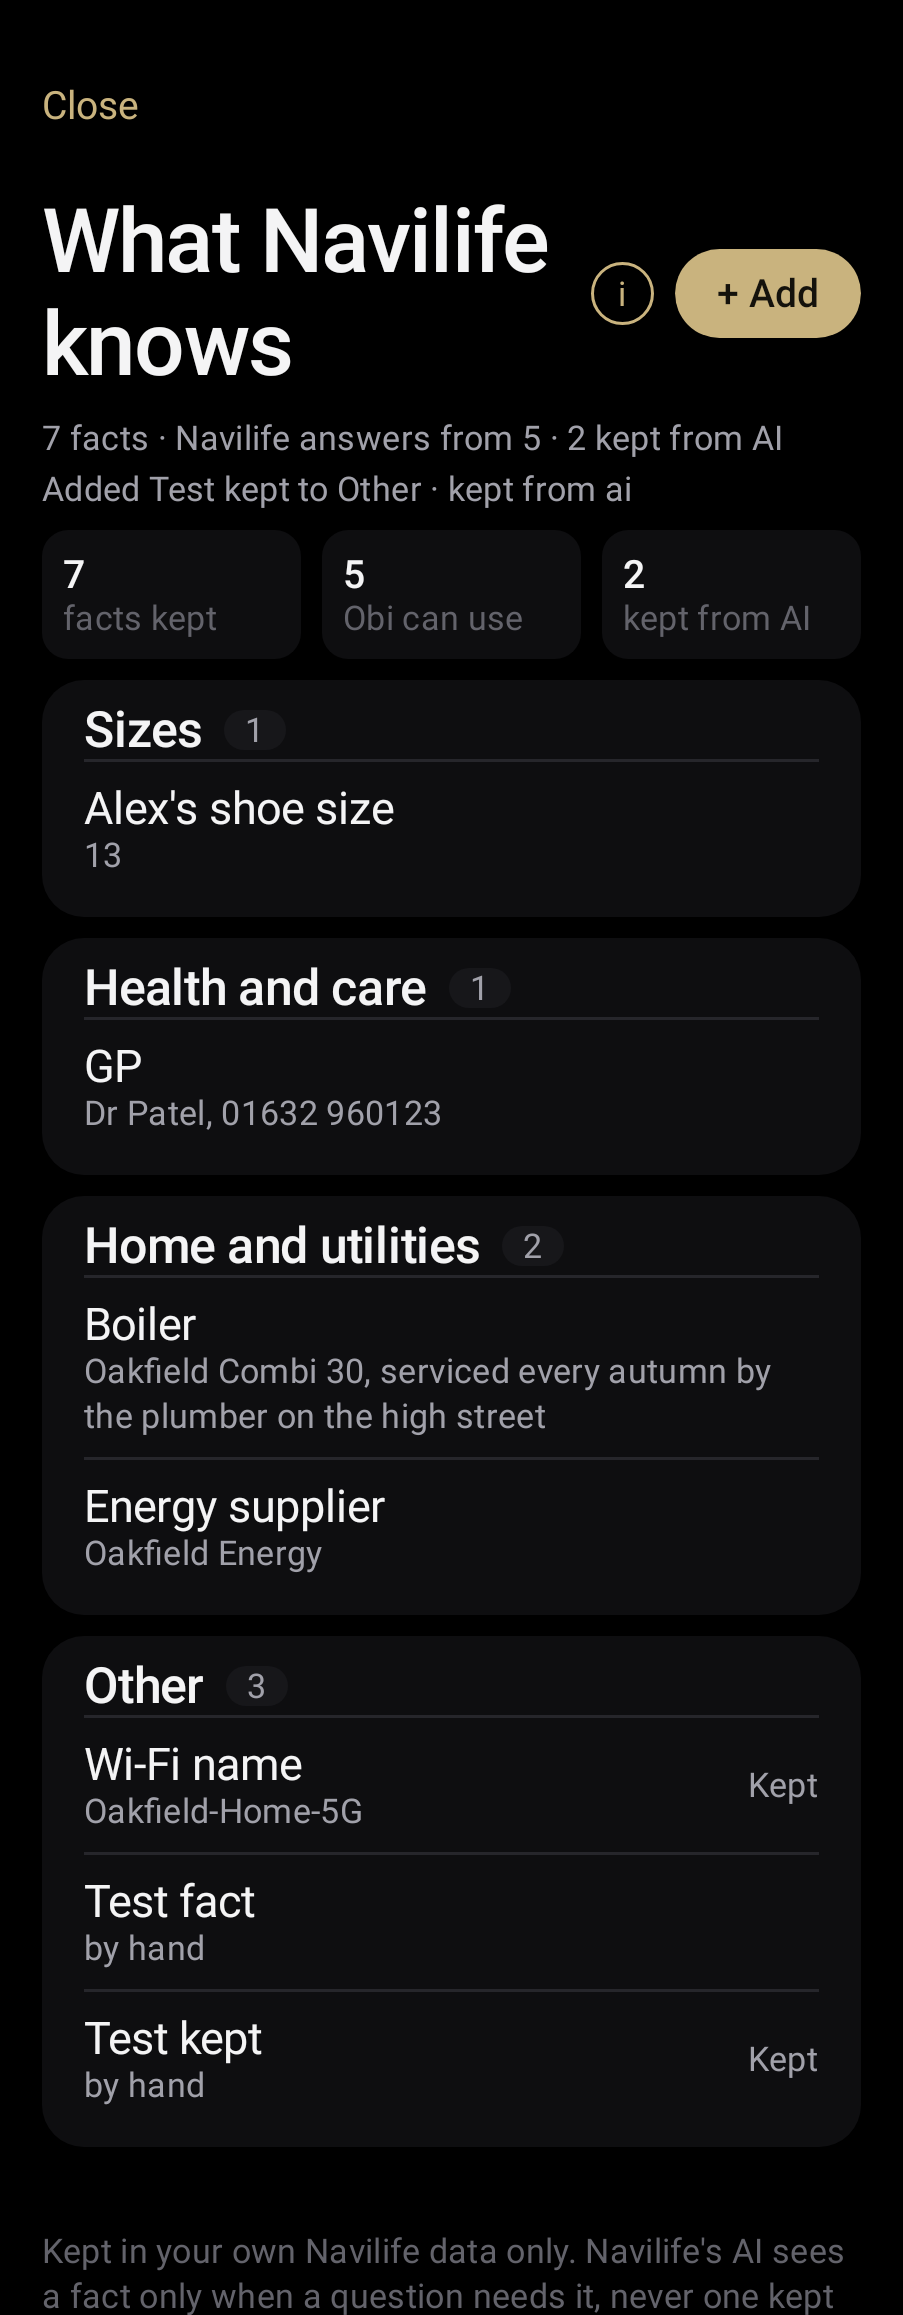 Close
What Navilife
knows
i
+ Add
7 facts · Navilife answers from 5 · 2 kept from AI
Added Test kept to Other · kept from ai
7
facts kept
5
Obi can use
2
kept from AI
Sizes 1
Alex's shoe size
13
Health and care 1
GP
Dr Patel, 01632 960123
Home and utilities 2
Boiler
Oakfield Combi 30, serviced every autumn by
the plumber on the high street
Energy supplier
Oakfield Energy
Other 3
Wi-Fi name
Oakfield-Home-5G
Kept
Test fact
by hand
Test kept
by hand
Kept
Kept in your own Navilife data only. Navilife's AI sees
a fact only when a question needs it, never one kept